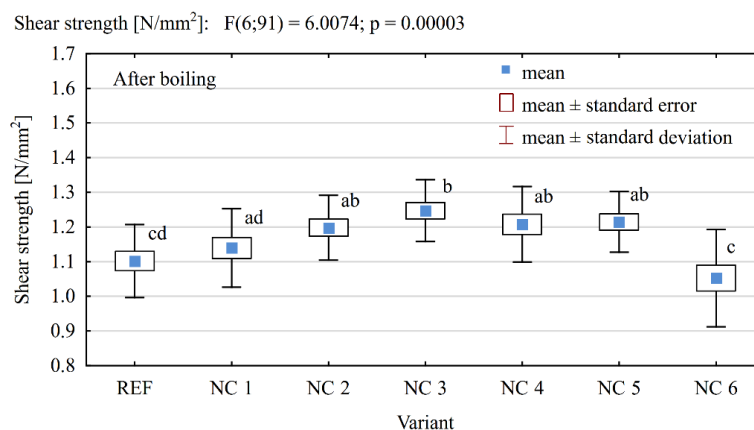 Shear strength [N/mm²]: F(6;91) = 6.0074; p = 0.00003
1.7
After boiling
mean
1.6
mean ± standard error
1.5
mean ± standard deviation
1.4
1.3
1.2
1.1
1.0
0.9
0.8
Shear strength [N/mm²]
cd
ad
ab
b
ab
ab
c
REF NC 1 NC 2 NC 3 NC 4 NC 5 NC 6
Variant